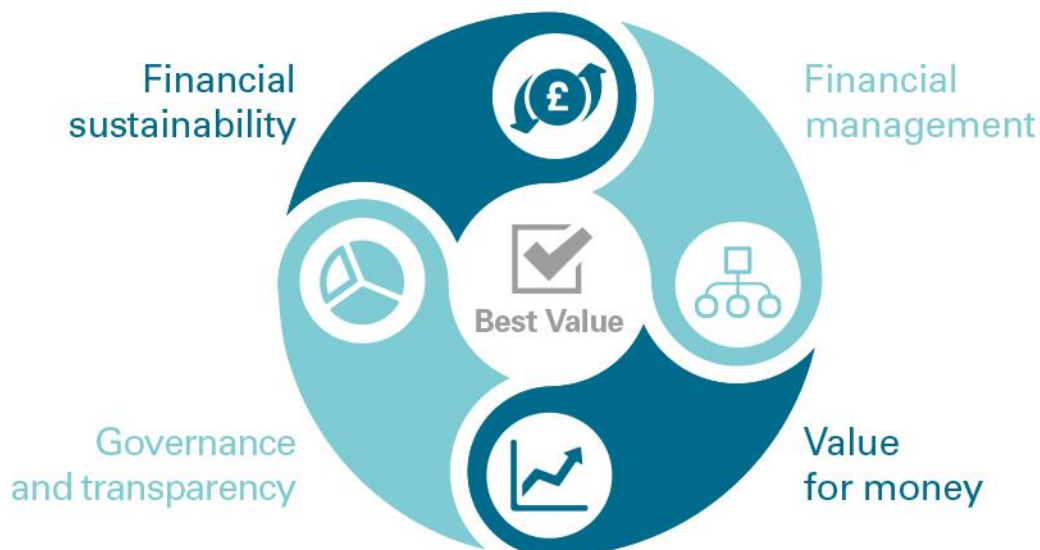 Financial
sustainability
Financial
management
£
Best Value
Governance
and transparency
Value
for money